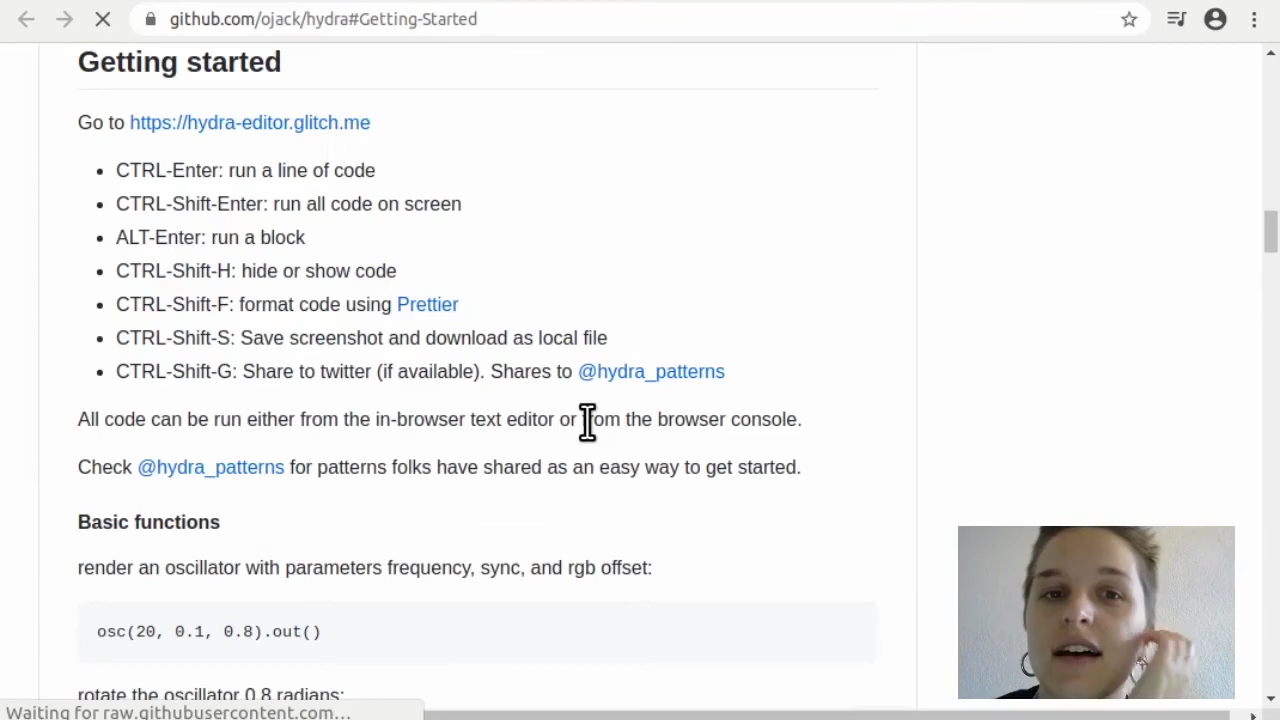 github.com/ojack/hydra#Getting-Started
Getting started
Go to https://hydra-editor.glitch.me
CTRL-Enter: run a line of code
CTRL-Shift-Enter: run all code on screen
ALT-Enter: run a block
CTRL-Shift-H: hide or show code
CTRL-Shift-F: format code using Prettier
CTRL-Shift-S: Save screenshot and download as local file
CTRL-Shift-G: Share to twitter (if available). Shares to @hydra_patterns
All code can be run either from the in-browser text editor or from the browser console.
Check @hydra_patterns for patterns folks have shared as an easy way to get started.
Basic functions
render an oscillator with parameters frequency, sync, and rgb offset:
osc(20, 0.1, 0.8).out()
rotate the oscillator 0.8 radians:
Waiting for raw.githubusercontent.com...